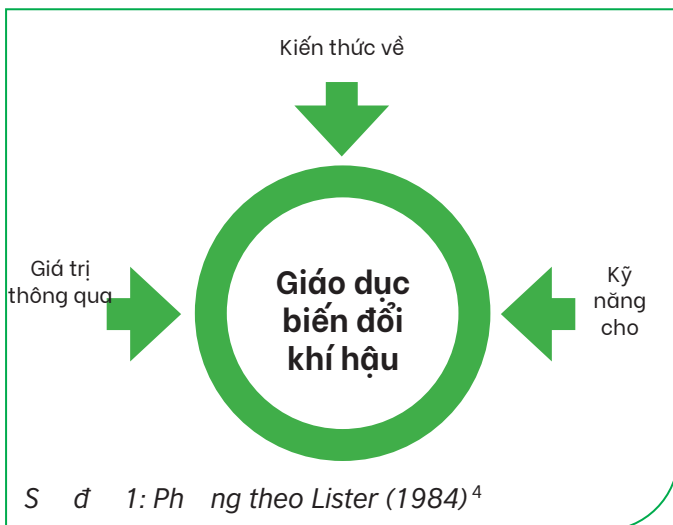 Kiến thức về
Giá trị
thông qua
Giáo dục
biến đổi
khí hậu
Kỹ
năng
cho
S đ 1: Ph ng theo Lister (1984) 4